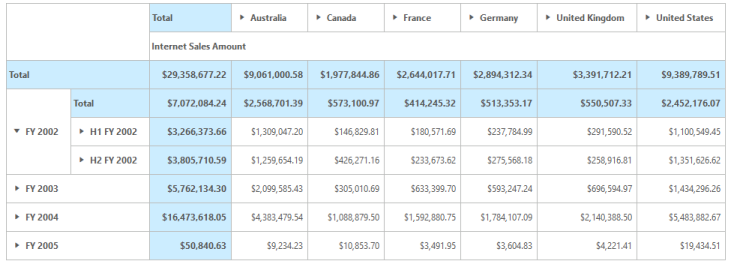 Total Australia Canada France Germany United Kingdom United States
Internet Sales Amount
Total $29,358,677.22 $9,061,000.58 $1,977,844.86 $2,644,017.71 $2,894,312.34 $3,391,712.21 $9,389,789.51
Total $7,072,084.24 $2,568,701.39 $573,100.97 $414,245.32 $513,353.17 $550,507.33 $2,452,176.07
FY 2002 H1 FY 2002 $3,266,373.66 $1,309,047.20 $146,829.81 $180,571.69 $237,784.99 $291,590.52 $1,100,549.45
H2 FY 2002 $3,805,710.59 $1,259,654.19 $426,271.16 $233,673.62 $275,568.18 $258,916.81 $1,351,626.62
FY 2003 $5,762,134.30 $2,099,585.43 $305,010.69 $633,399.70 $593,247.24 $696,594.97 $1,434,296.26
FY 2004 $16,473,618.05 $4,383,479.54 $1,088,879.50 $1,592,880.75 $1,784,107.09 $2,140,388.50 $5,483,882.67
FY 2005 $50,840.63 $9,234.23 $10,853.70 $3,491.95 $3,604.83 $4,221.41 $19,434.51